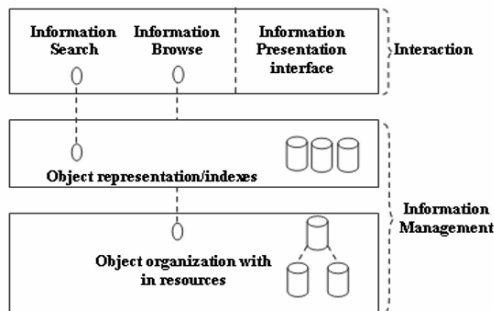 Information
Search
Information
Browse
Information
Presentation
interface
Interaction
Object representation/indexes
Information
Management
Object organization with
in resources